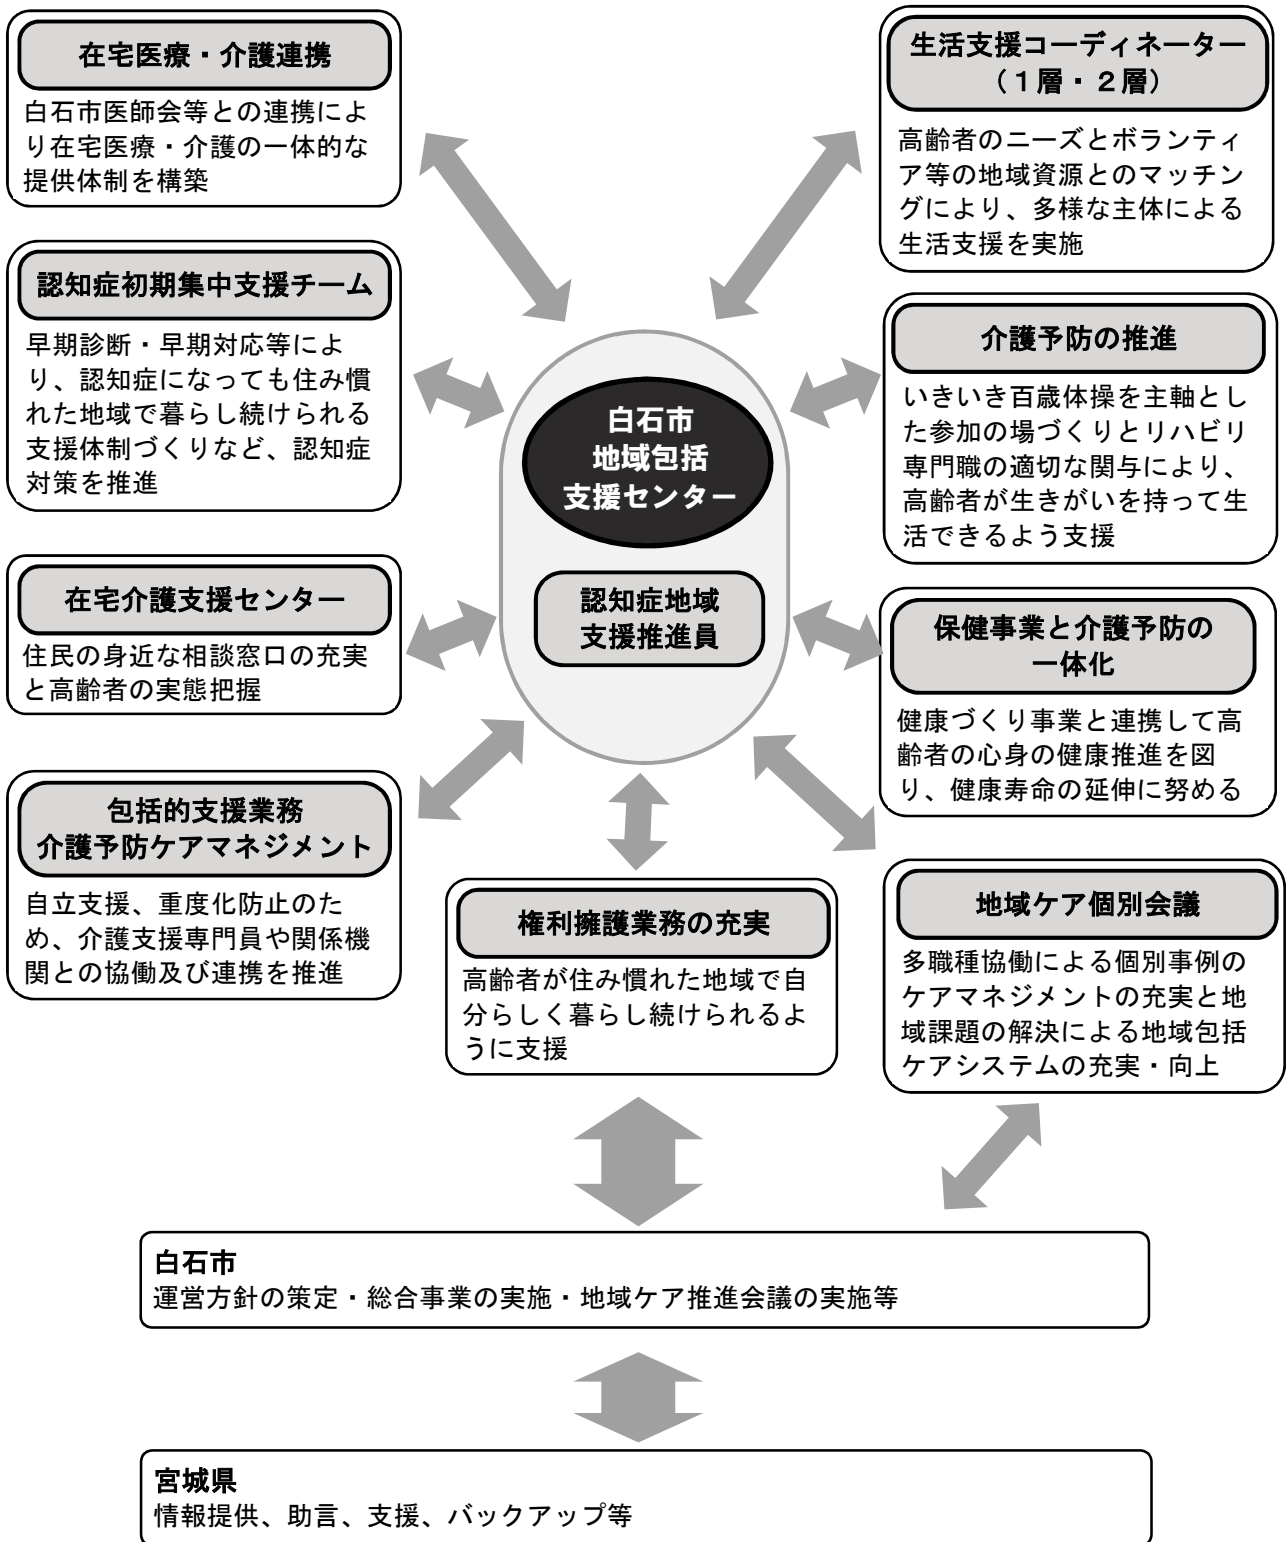 在宅医療・介護連携
白石市医師会等との連携によ
り在宅医療・介護の一体的な
提供体制を構築
認知症初期集中支援チーム
早期診断・早期対応等によ
り、認知症になっても住み慣
れた地域で暮らし続けられる
支援体制づくりなど、認知症
対策を推進
在宅介護支援センター
住民の身近な相談窓口の充実
と高齢者の実態把握
包括的支援業務
介護予防ケアマネジメント
自立支援、重度化防止のた
め、介護支援専門員や関係機
関との協働及び連携を推進
白石市
地域包括
支援センター
認知症地域
支援推進員
権利擁護業務の充実
高齢者が住み慣れた地域で自
分らしく暮らし続けられるよ
うに支援
生活支援コーディネーター
（１層・２層）
高齢者のニーズとボランティ
ア等の地域資源とのマッチン
グにより、多様な主体による
生活支援を実施
介護予防の推進
いきいき百歳体操を主軸とし
た参加の場づくりとリハビリ
専門職の適切な関与により、
高齢者が生きがいを持って生
活できるよう支援
保健事業と介護予防の
一体化
健康づくり事業と連携して高
齢者の心身の健康推進を図
り、健康寿命の延伸に努める
地域ケア個別会議
多職種協働による個別事例の
ケアマネジメントの充実と地
域課題の解決による地域包括
ケアシステムの充実・向上
白石市
運営方針の策定・総合事業の実施・地域ケア推進会議の実施等
宮城県
情報提供、助言、支援、バックアップ等